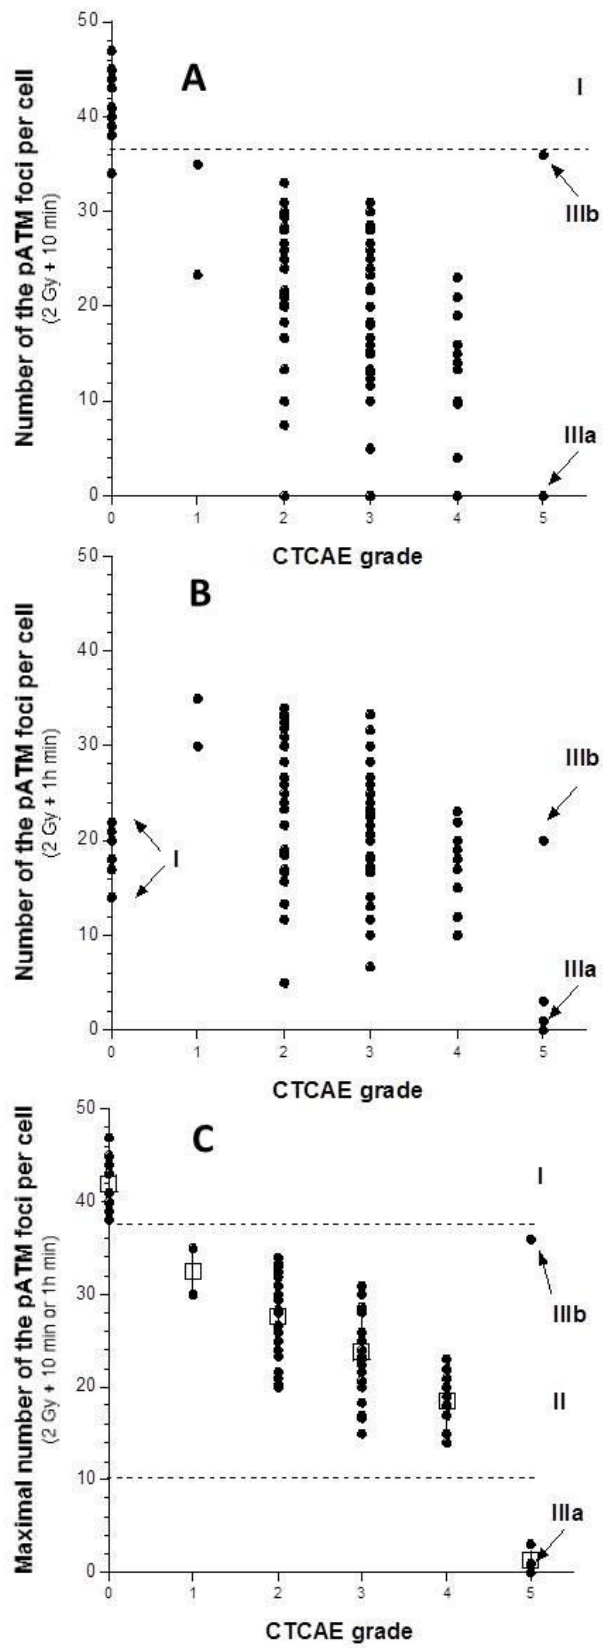 50
A
I
40
IIIb
30
20
10
IIIa
0
0 1 2 3 4 5
CTCAE grade
Number of the pATM foci per cell
(2 Gy + 10 min)
50
B
40
30
IIIb
20
I
10
IIIa
0
0 1 2 3 4 5
CTCAE grade
Number of the pATM foci per cell
(2 Gy + 1h min)
50
C
I
40
IIIb
30
II
20
10
IIIa
0
0 1 2 3 4 5
CTCAE grade
Maximal number of the pATM foci per cell
(2 Gy + 10 min or 1h min)